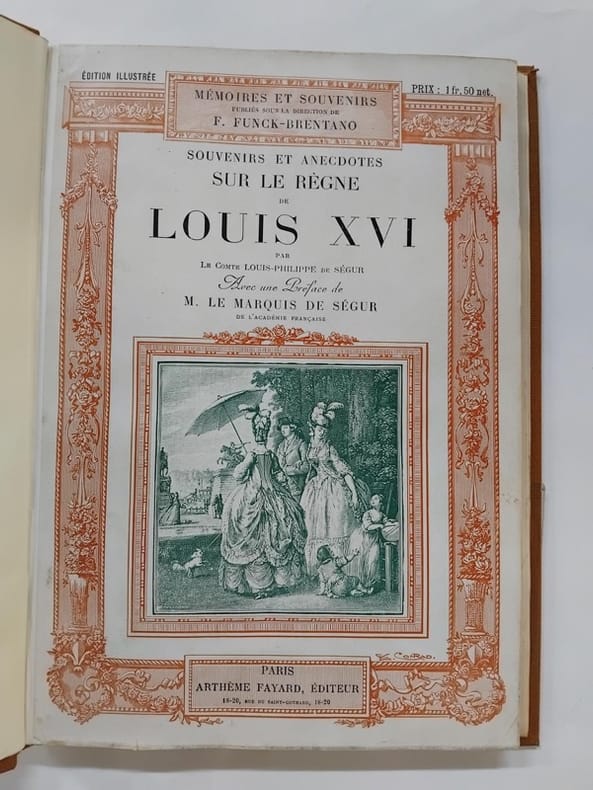 ÉDITION ILLUSTRÉE
PRIX : 1 fr. 50 net.
MÉMOIRES ET SOUVENIRS
PUBLIÉS SOUS LA DIRECTION DE
F. FUNCK-BRENTANO
SOUVENIRS ET ANECDOTES
SUR LE RÈGNE
DE
LOUIS XVI
PAR
LE COMTE LOUIS-PHILIPPE DE SÉGUR
Avec une Préface de
M. LE MARQUIS DE SÉGUR
DE L'ACADÉMIE FRANÇAISE
PARIS
ARTHÈME FAYARD, ÉDITEUR
18-20, RUE DU SAINT-GOTHARD, 18-20